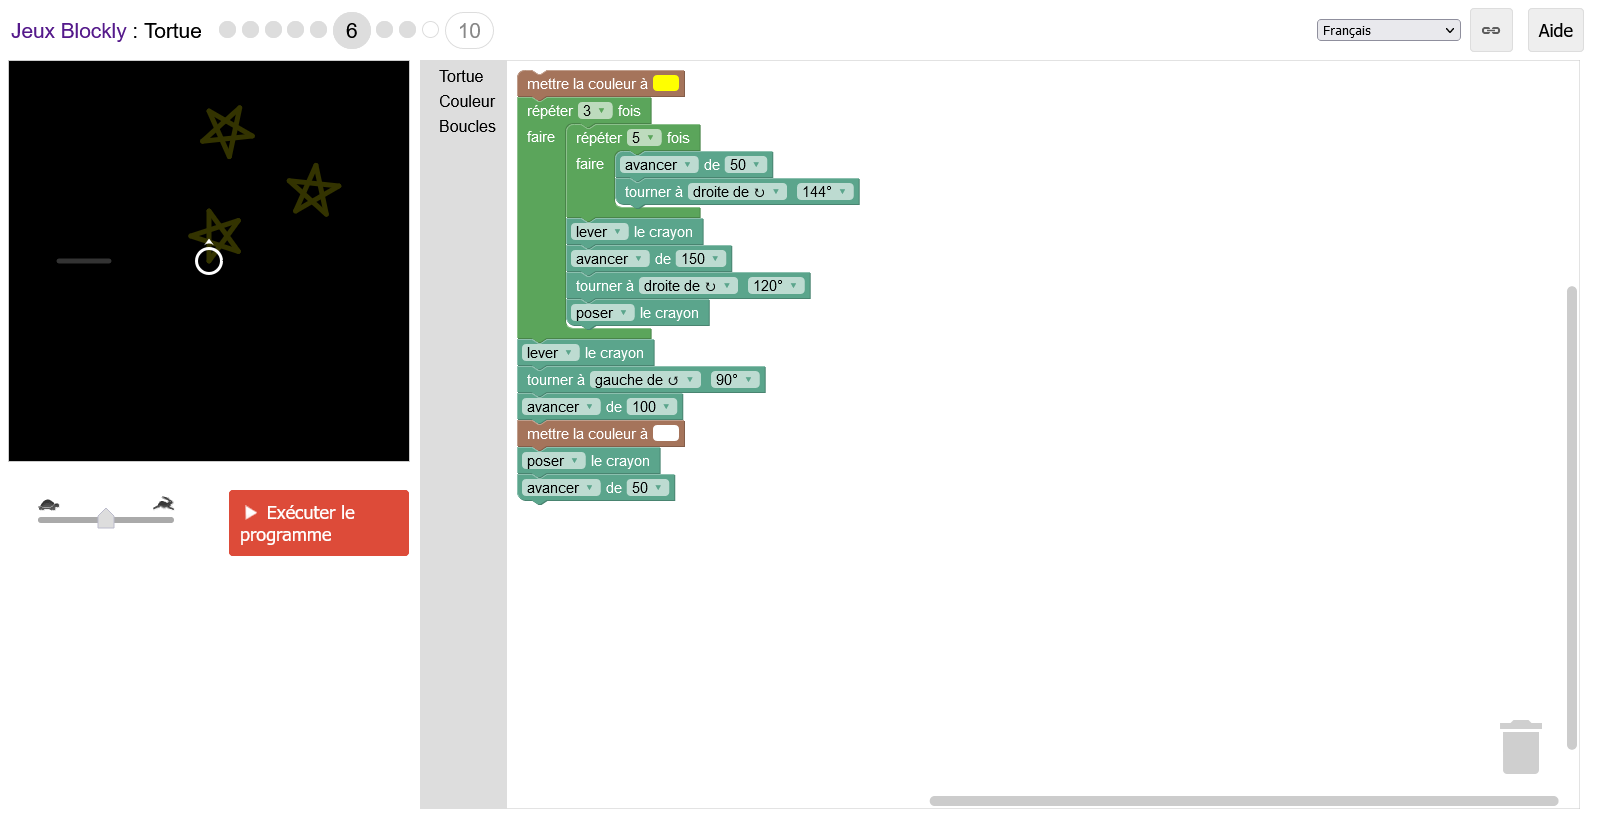 Jeux Blockly : Tortue 6 10 Français Aide
Tortue
Couleur
Boucles
mettre la couleur à
répéter 3 fois
faire répéter 5 fois
faire avancer de 50
tourner à droite de ↻ 144°
lever le crayon
avancer de 150
tourner à droite de ↻ 120°
poser le crayon
lever le crayon
tourner à gauche de ↺ 90°
avancer de 100
mettre la couleur à
poser le crayon
avancer de 50
Exécuter le
programme